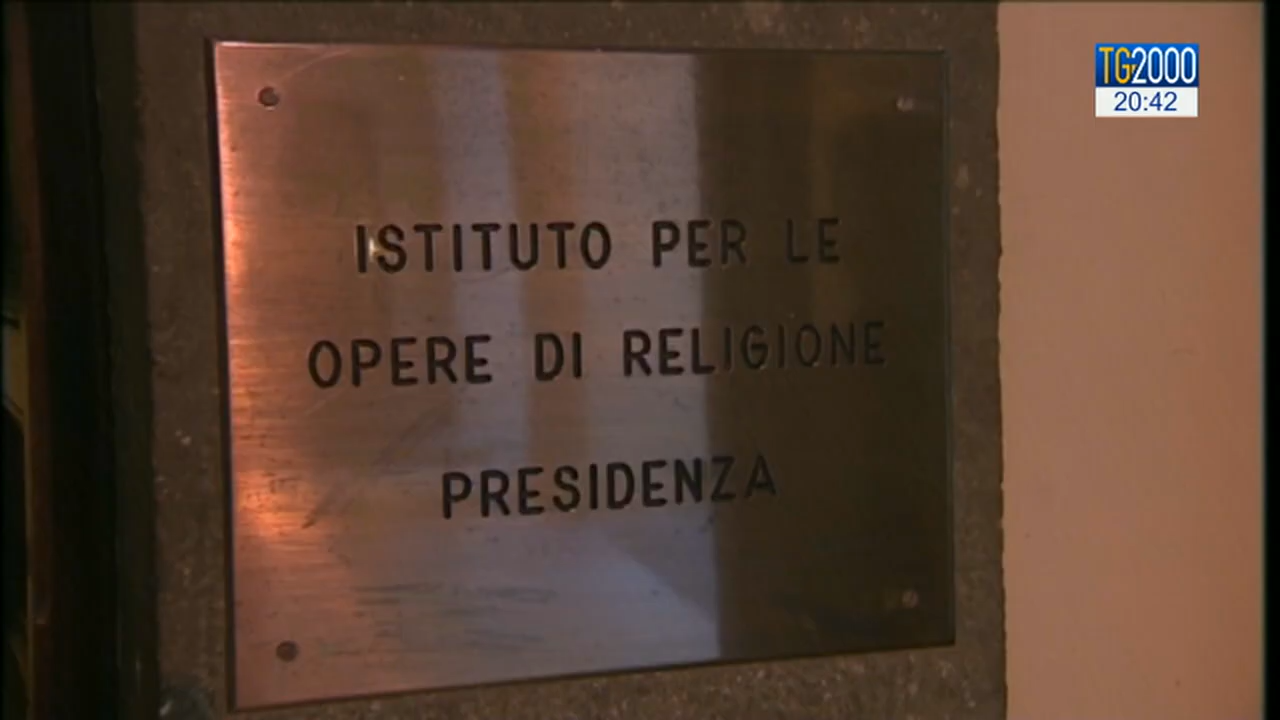 TG2000
20:42
ISTITUTO PER LE
OPERE DI RELIGIONE
PRESIDENZA